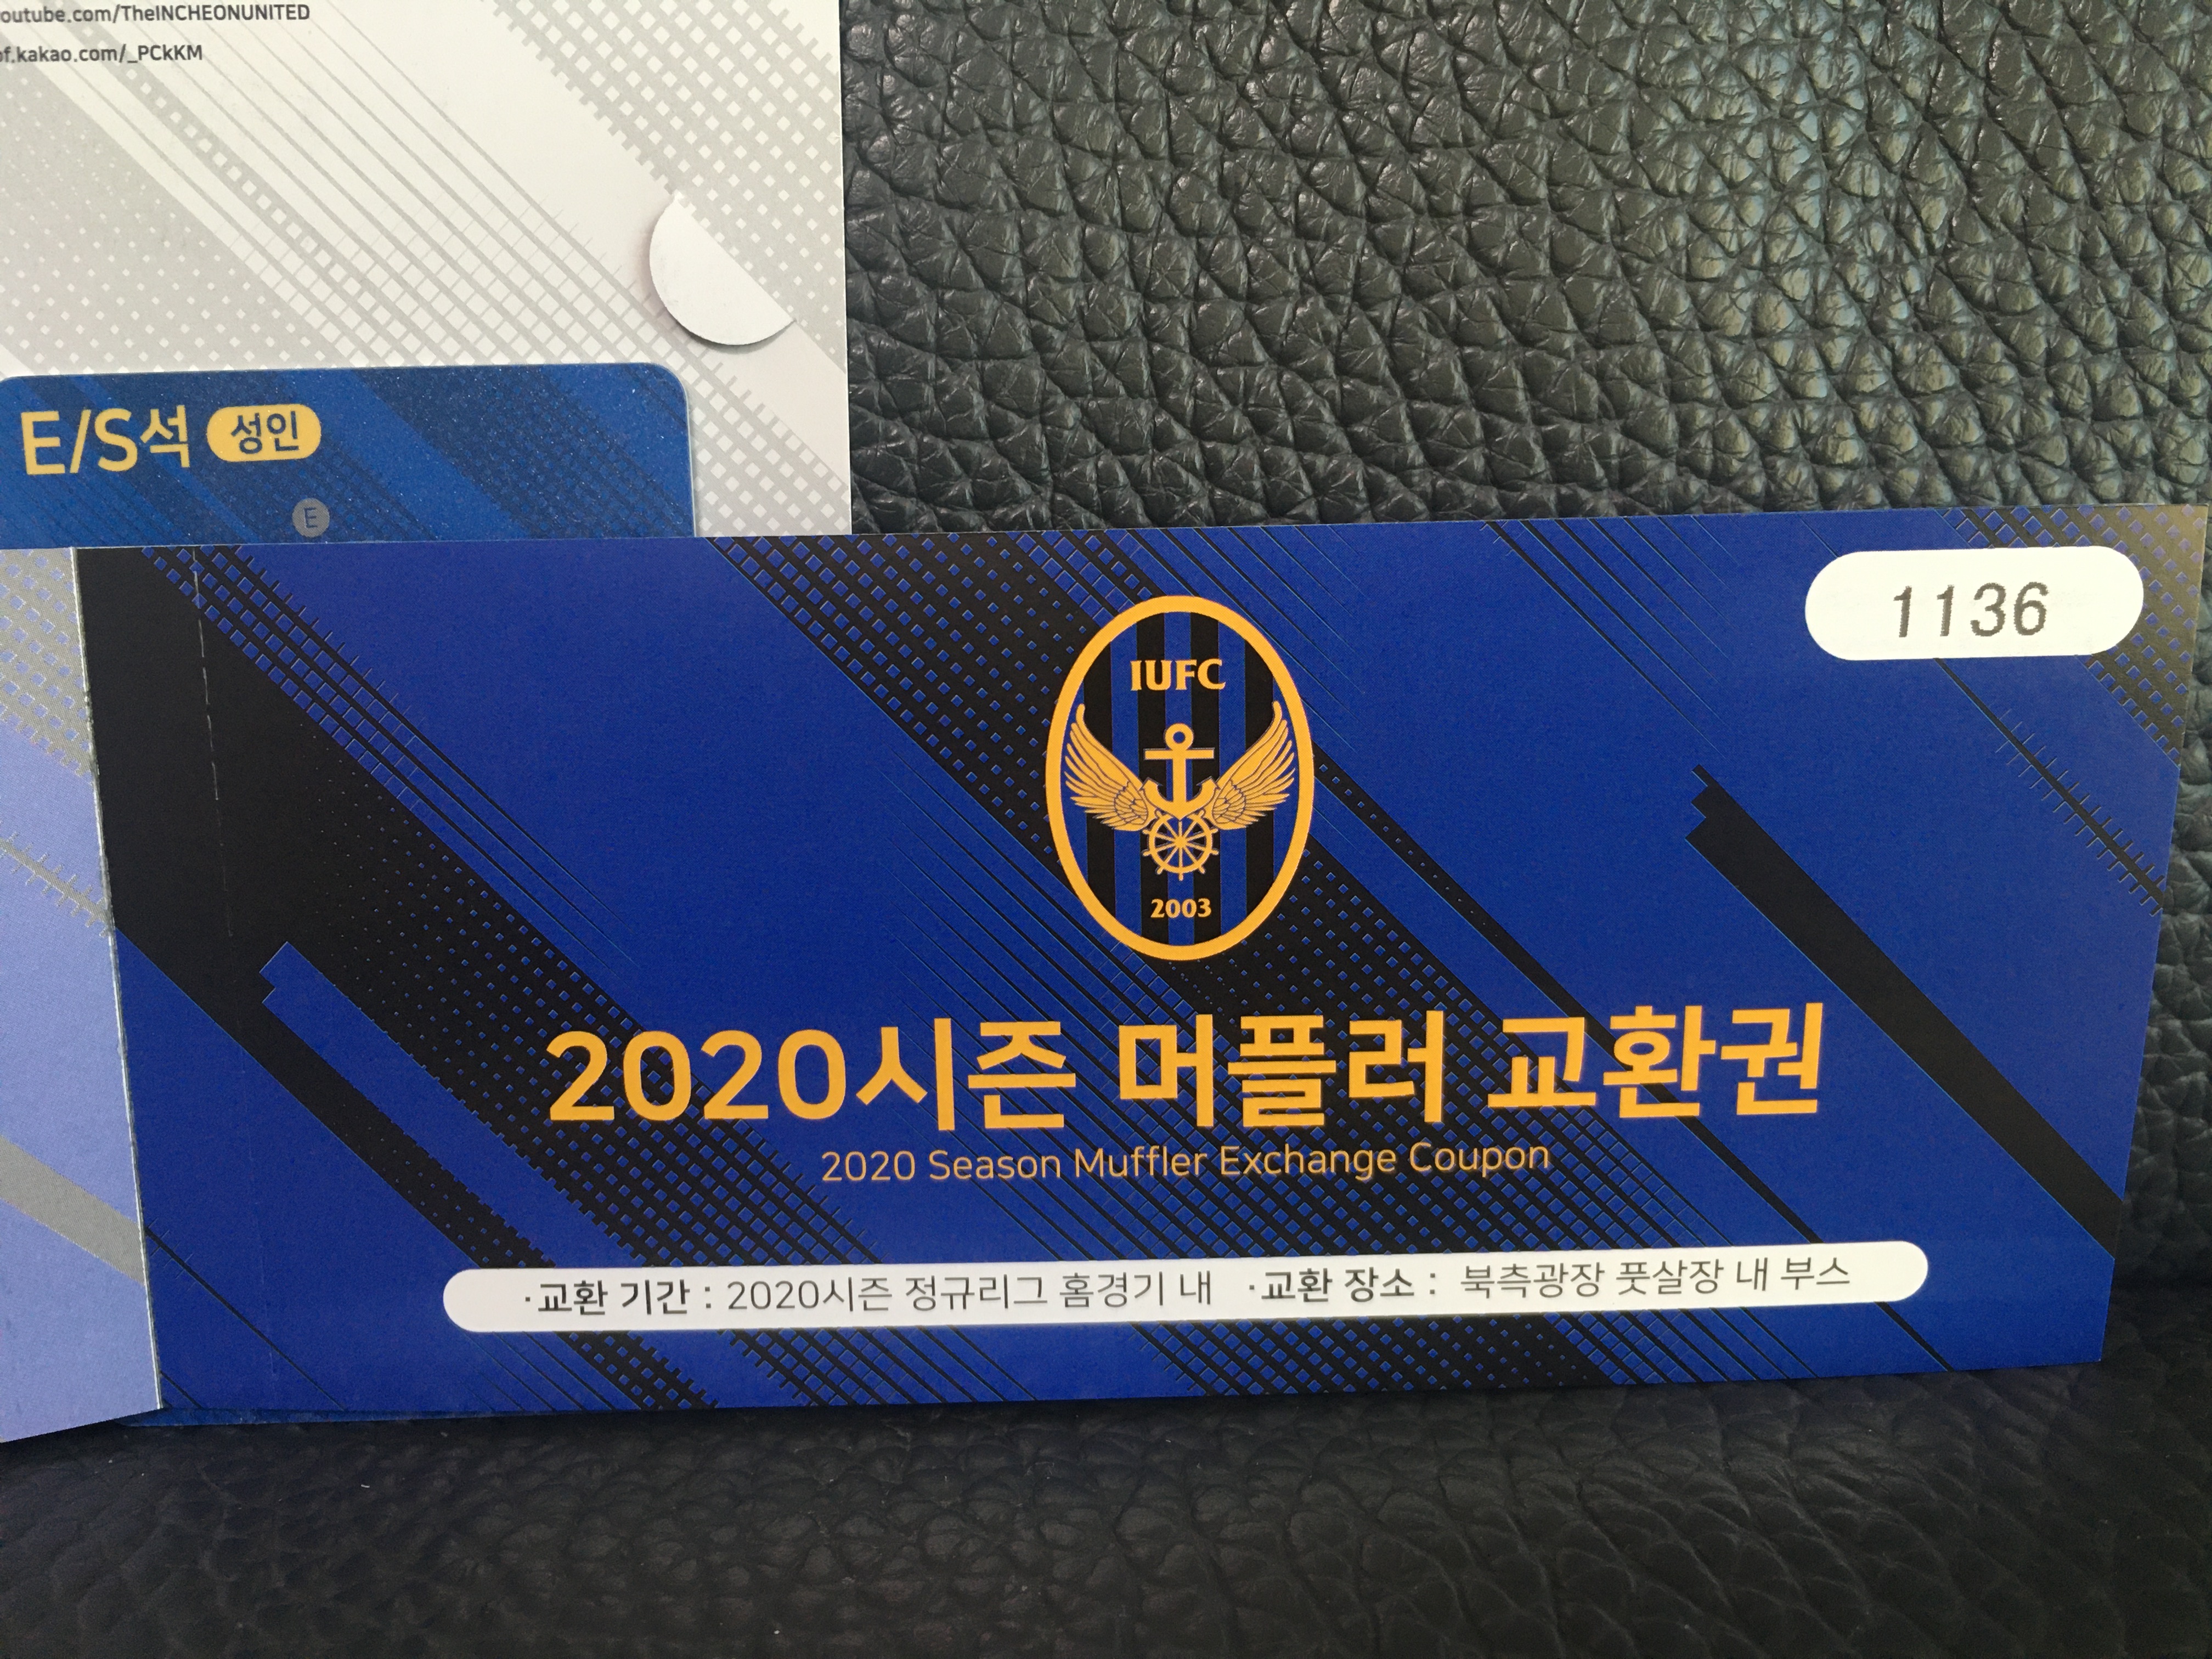 outube.com/TheINCHEONUNITED
of.kakao.com/_PCkKM
E/S석 성인
E
1136
IUFC
2003
2020시즌 머플러 교환권
2020 Season Muffler Exchange Coupon
·교환 기간 : 2020시즌 정규리그 홈경기 내 ·교환 장소 : 북측광장 풋살장 내 부스